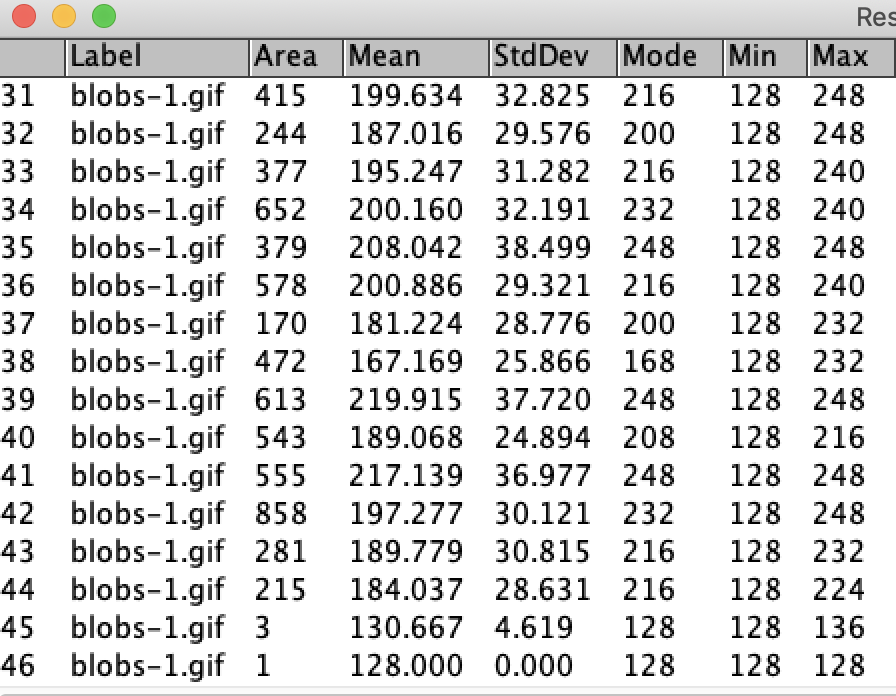 Res
Label Area Mean StdDev Mode Min Max
31 blobs-1.gif 415 199.634 32.825 216 128 248
32 blobs-1.gif 244 187.016 29.576 200 128 248
33 blobs-1.gif 377 195.247 31.282 216 128 240
34 blobs-1.gif 652 200.160 32.191 232 128 240
35 blobs-1.gif 379 208.042 38.499 248 128 248
36 blobs-1.gif 578 200.886 29.321 216 128 240
37 blobs-1.gif 170 181.224 28.776 200 128 232
38 blobs-1.gif 472 167.169 25.866 168 128 232
39 blobs-1.gif 613 219.915 37.720 248 128 248
40 blobs-1.gif 543 189.068 24.894 208 128 216
41 blobs-1.gif 555 217.139 36.977 248 128 248
42 blobs-1.gif 858 197.277 30.121 232 128 248
43 blobs-1.gif 281 189.779 30.815 216 128 232
44 blobs-1.gif 215 184.037 28.631 216 128 224
45 blobs-1.gif 3 130.667 4.619 128 128 136
46 blobs-1.gif 1 128.000 0.000 128 128 128